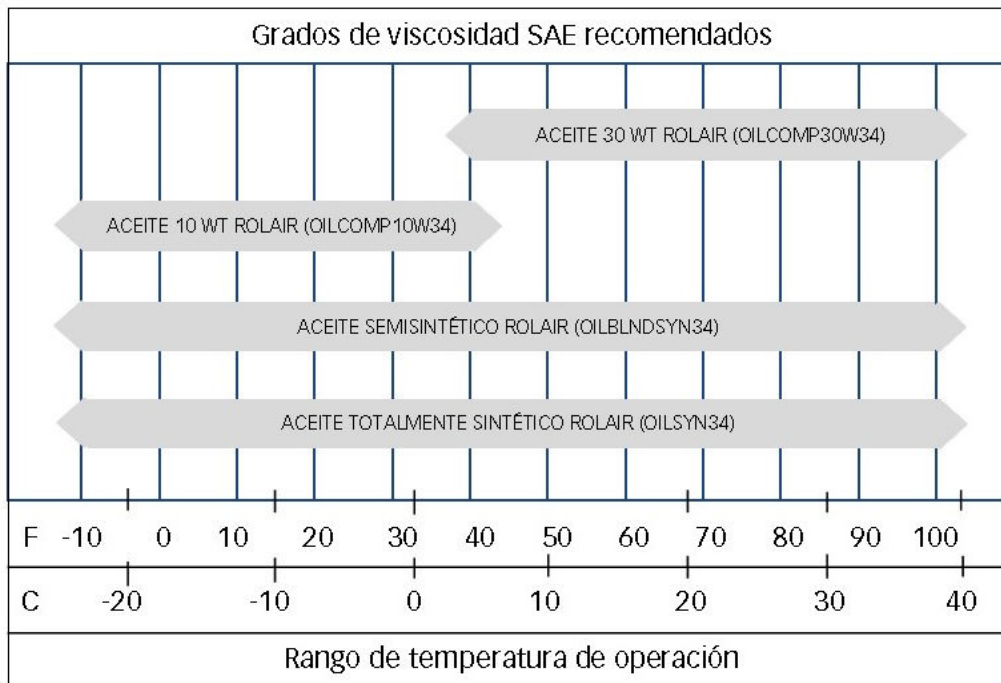 Grados de viscosidad SAE recomendados
ACEITE 30 WT ROLAIR (OILCOMP30W34)
ACEITE 10 WT ROLAIR (OILCOMP10W34)
ACEITE SEMISINTÉTICO ROLAIR (OILBLNDSYN34)
ACEITE TOTALMENTE SINTÉTICO ROLAIR (OILSYN34)
F -10 0 10 20 30 40 50 60 70 80 90 100
C -20 -10 0 10 20 30 40
Rango de temperatura de operación